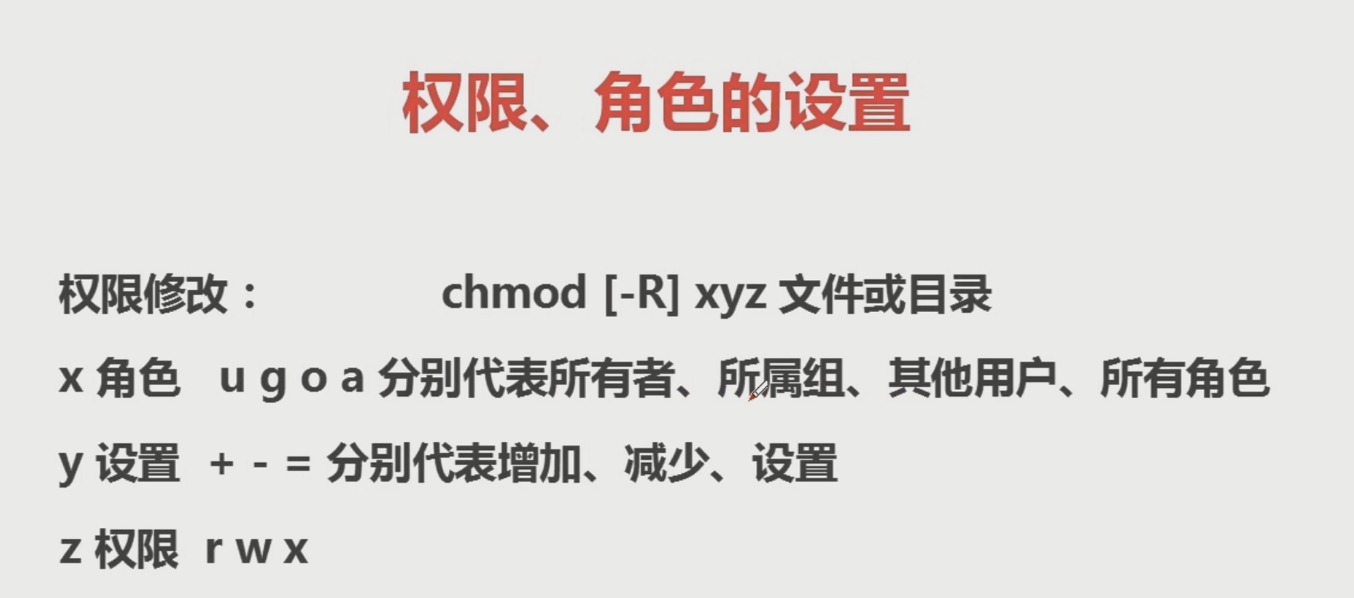 权限、角色的设置
权限修改： chmod [-R] xyz 文件或目录
x 角色 u g o a 分别代表所有者、所属组、其他用户、所有角色
y 设置 + - = 分别代表增加、减少、设置
z 权限 r w x